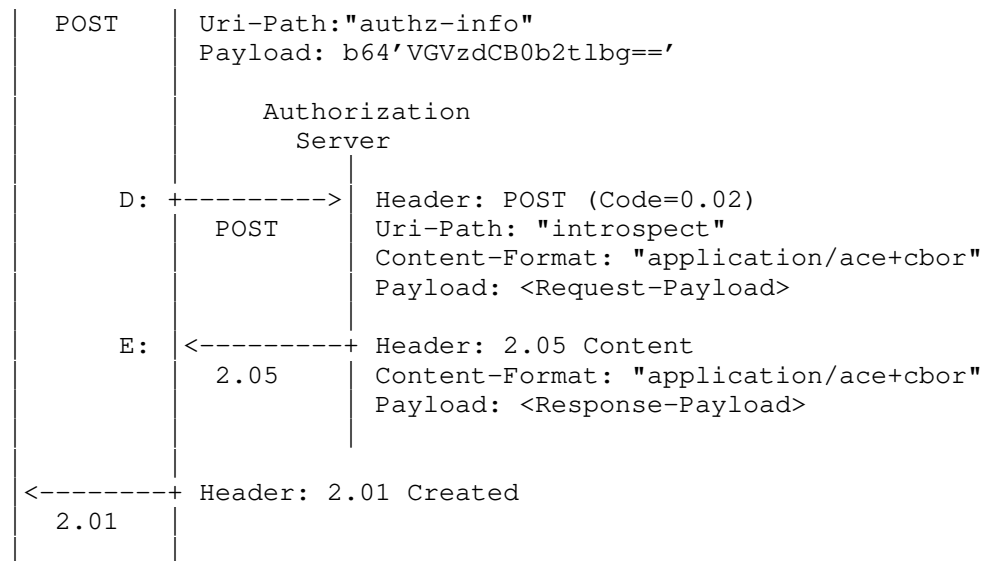 POST Uri-Path:"authz-info"
Payload: b64’VGVzdCB0b2tlbg==’
Authorization
Server
D: +--------->| Header: POST (Code=0.02)
POST Uri-Path: "introspect"
Content-Format: "application/ace+cbor"
Payload: <Request-Payload>
E: |<---------+ Header: 2.05 Content
2.05 Content-Format: "application/ace+cbor"
Payload: <Response-Payload>
|<--------+ Header: 2.01 Created
2.01